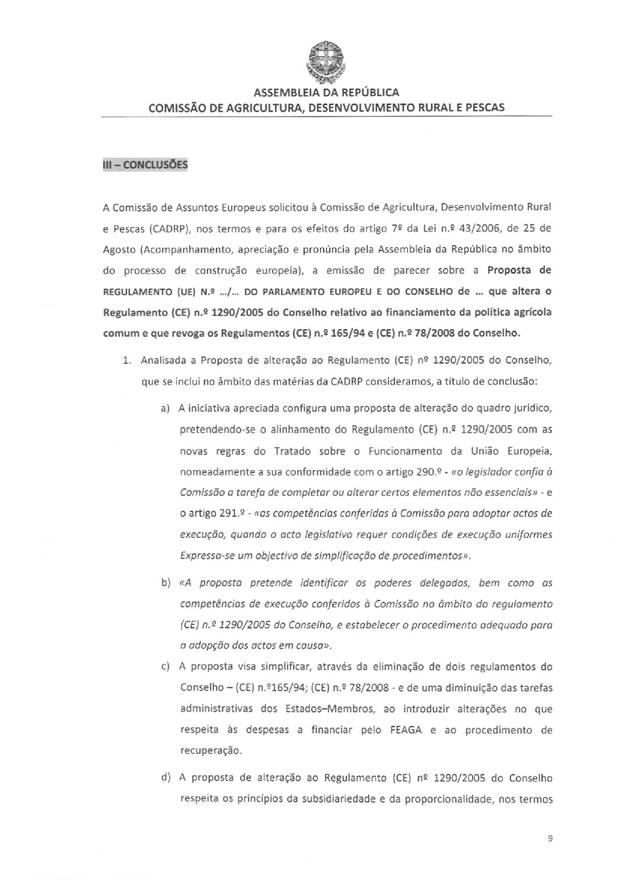 ASSEMBLEIA DA REPÚBLICA
COMISSÃO DE AGRICULTURA, DESENVOLVIMENTO RURAL E PESCAS
III – CONCLUSÕES
A Comissão de Assuntos Europeus solicitou à Comissão de Agricultura, Desenvolvimento Rural
e Pescas (CADRP), nos termos e para os efeitos do artigo 7º da Lei n.º 43/2006, de 25 de
Agosto (Acompanhamento, apreciação e pronúncia pela Assembleia da República no âmbito
do processo de construção europeia), a emissão de parecer sobre a Proposta de
REGULAMENTO (UE) N.º …/… DO PARLAMENTO EUROPEU E DO CONSELHO de … que altera o
Regulamento (CE) n.º 1290/2005 do Conselho relativo ao financiamento da política agrícola
comum e que revoga os Regulamentos (CE) n.º 165/94 e (CE) n.º 78/2008 do Conselho.
1. Analisada a Proposta de alteração ao Regulamento (CE) nº 1290/2005 do Conselho,
que se inclui no âmbito das matérias da CADRP consideramos, a título de conclusão:
a) A iniciativa apreciada configura uma proposta de alteração do quadro jurídico,
pretendendo-se o alinhamento do Regulamento (CE) n.º 1290/2005 com as
novas regras do Tratado sobre o Funcionamento da União Europeia,
nomeadamente a sua conformidade com o artigo 290.º - «o legislador confia à
Comissão a tarefa de completar ou alterar certos elementos não essenciais» - e
o artigo 291.º - «as competências conferidas à Comissão para adoptar actos de
execução, quando o acto legislativo requer condições de execução uniformes
Expressa-se um objectivo de simplificação de procedimentos».
b) «A proposta pretende identificar os poderes delegados, bem como as
competências de execução conferidos à Comissão no âmbito do regulamento
(CE) n.º 1290/2005 do Conselho, e estabelecer o procedimento adequado para
a adopção dos actos em causa».
c) A proposta visa simplificar, através da eliminação de dois regulamentos do
Conselho – (CE) n.º165/94; (CE) n.º 78/2008 - e de uma diminuição das tarefas
administrativas dos Estados–Membros, ao introduzir alterações no que
respeita às despesas a financiar pelo FEAGA e ao procedimento de
recuperação.
d) A proposta de alteração ao Regulamento (CE) nº 1290/2005 do Conselho
respeita os princípios da subsidiariedade e da proporcionalidade, nos termos
9